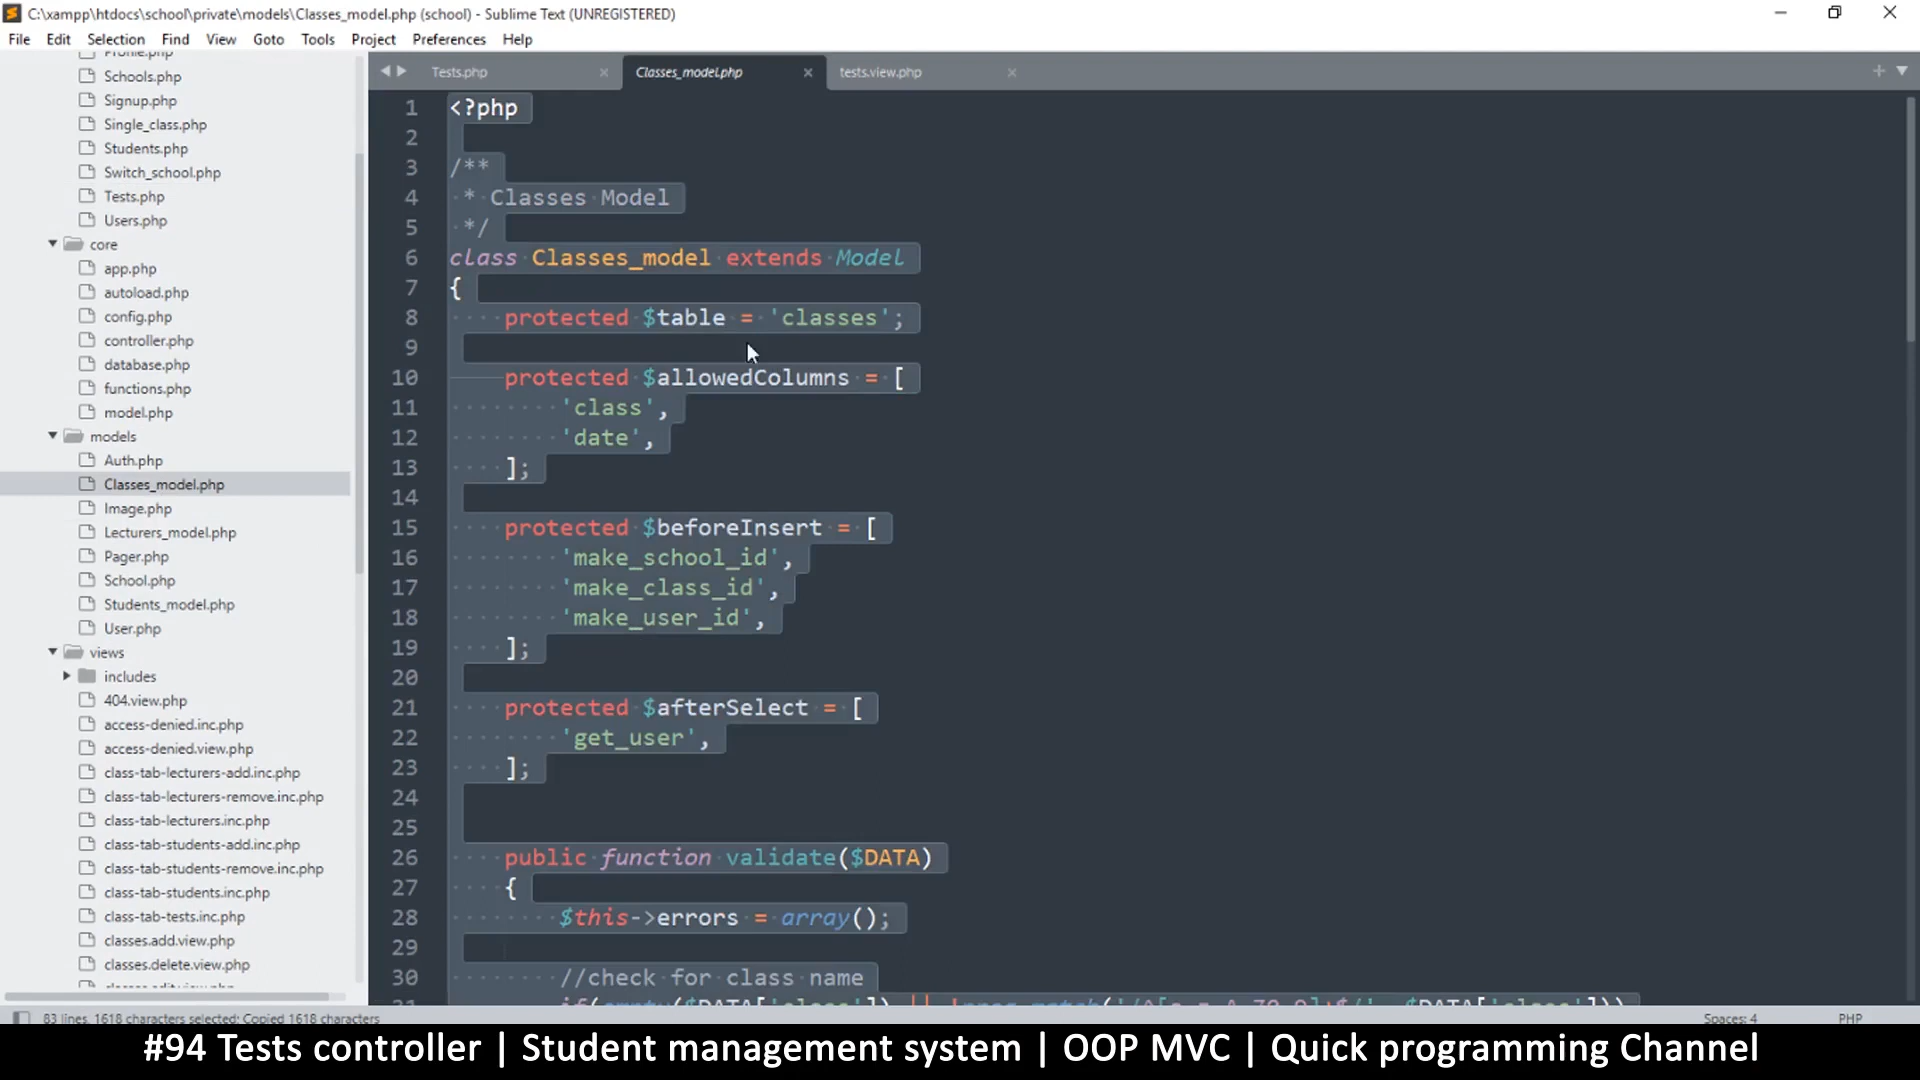 C:\xampp\htdocs\school\private\models\Classes_model.php (school) - Sublime Text (UNREGISTERED)
File Edit Selection Find View Goto Tools Project Preferences Help
Profile.php
Schools.php
Signup.php
Single_class.php
Students.php
Switch_school.php
Tests.php
Users.php
core
app.php
autoload.php
config.php
controller.php
database.php
functions.php
model.php
models
Auth.php
Classes_model.php
Image.php
Lecturers_model.php
Pager.php
School.php
Students_model.php
User.php
views
includes
404.view.php
access-denied.inc.php
access-denied.view.php
class-tab-lecturers-add.inc.php
class-tab-lecturers-remove.inc.php
class-tab-lecturers.inc.php
class-tab-students-add.inc.php
class-tab-students-remove.inc.php
class-tab-students.inc.php
class-tab-tests.inc.php
classes.add.view.php
classes.delete.view.php
Tests.php Classes_model.php tests.view.php
1 <?php
2
3 /**
4 * Classes Model
5 */
6 class Classes_model extends Model
7 {
8 protected $table = 'classes';
9
10 protected $allowedColumns = [
11 'class',
12 'date',
13 ];
14
15 protected $beforeInsert = [
16 'make_school_id',
17 'make_class_id',
18 'make_user_id',
19 ];
20
21 protected $afterSelect = [
22 'get_user',
23 ];
24
25
26 public function validate($DATA)
27 {
28 $this->errors = array();
29
30 //check for class name
83 lines, 1618 characters selected; Copied 1618 characters
Spaces: 4 PHP
#94 Tests controller | Student management system | OOP MVC | Quick programming Channel